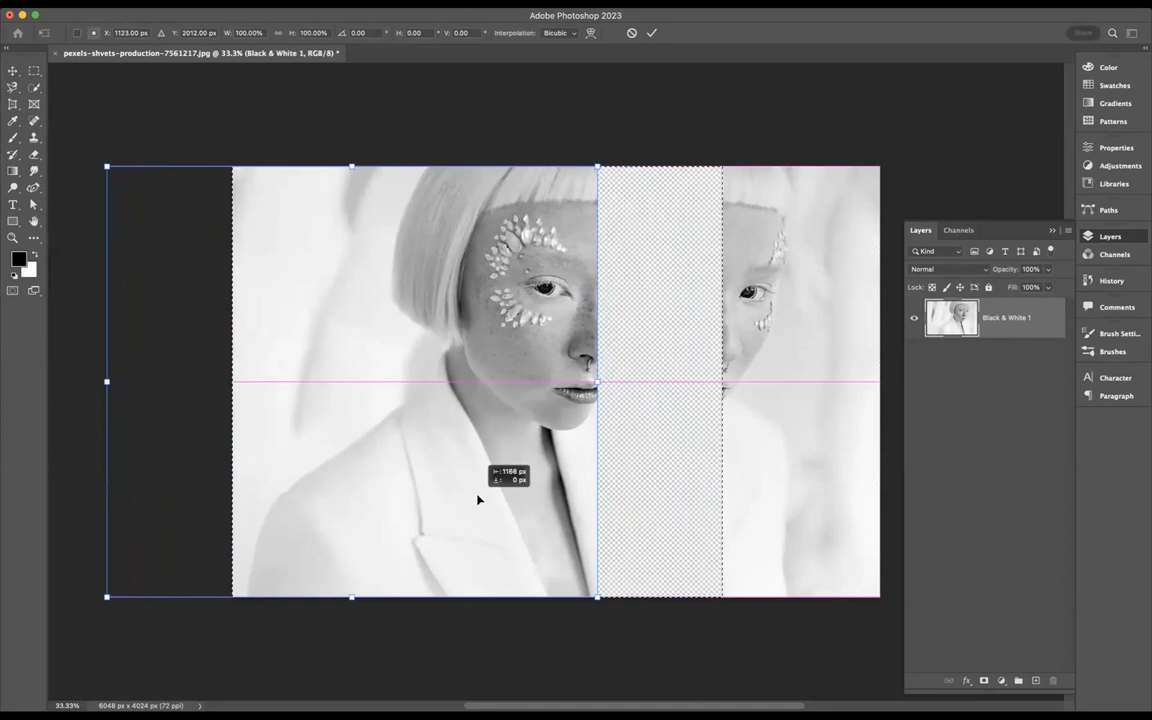 Adobe Photoshop 2023
X: 1123.00 px Y: 2012.00 px W: 100.00% H: 100.00% 0.00 ° H: 0.00 ° V: 0.00 ° Interpolation: Bicubic Share
× pexels-shvets-production-7561217.jpg @ 33.3% (Black & White 1, RGB/8) *
Color
Swatches
Gradients
Patterns
Properties
Adjustments
Libraries
Paths
Layers Channels
Layers
Kind
Channels
Normal Opacity: 100%
History
Lock: Fill: 100%
Comments
Black & White 1
Brush Setti...
Brushes
Character
Paragraph
: 1166 px
: 0 px
fx
33.33% 6048 px x 4024 px (72 ppi)